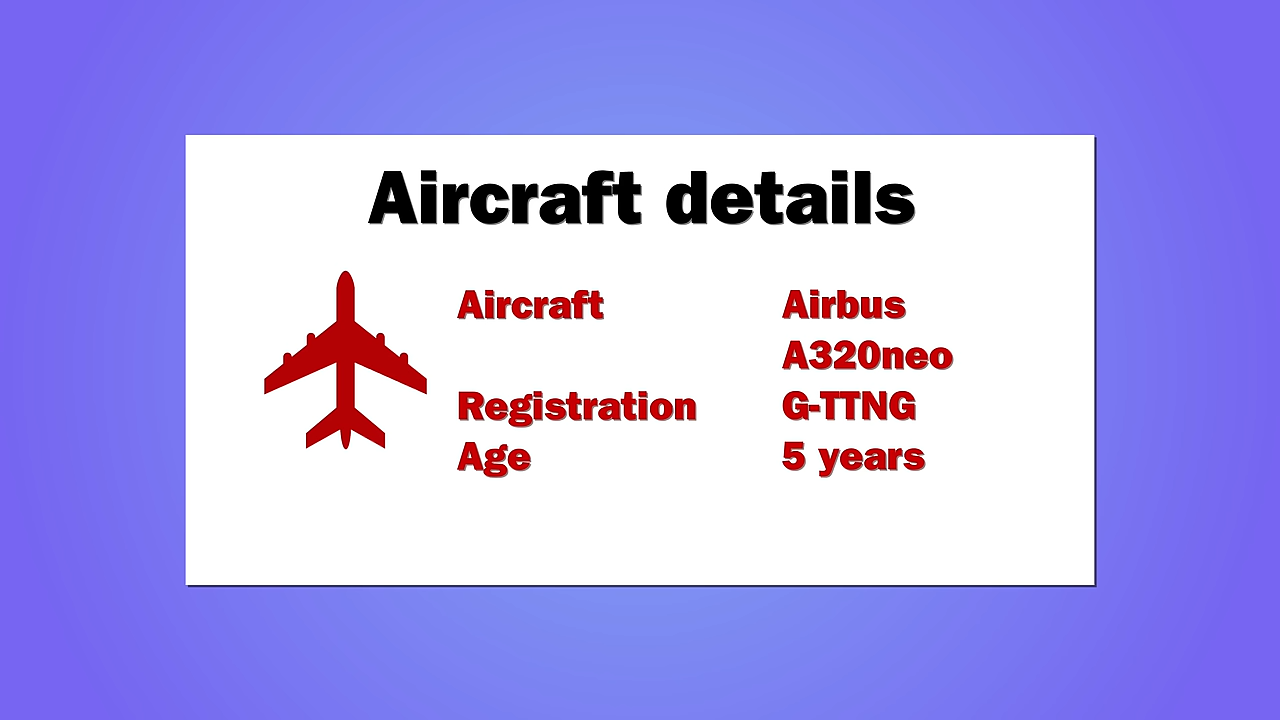 Aircraft details
Aircraft Airbus
A320neo
Registration G-TTNG
Age 5 years